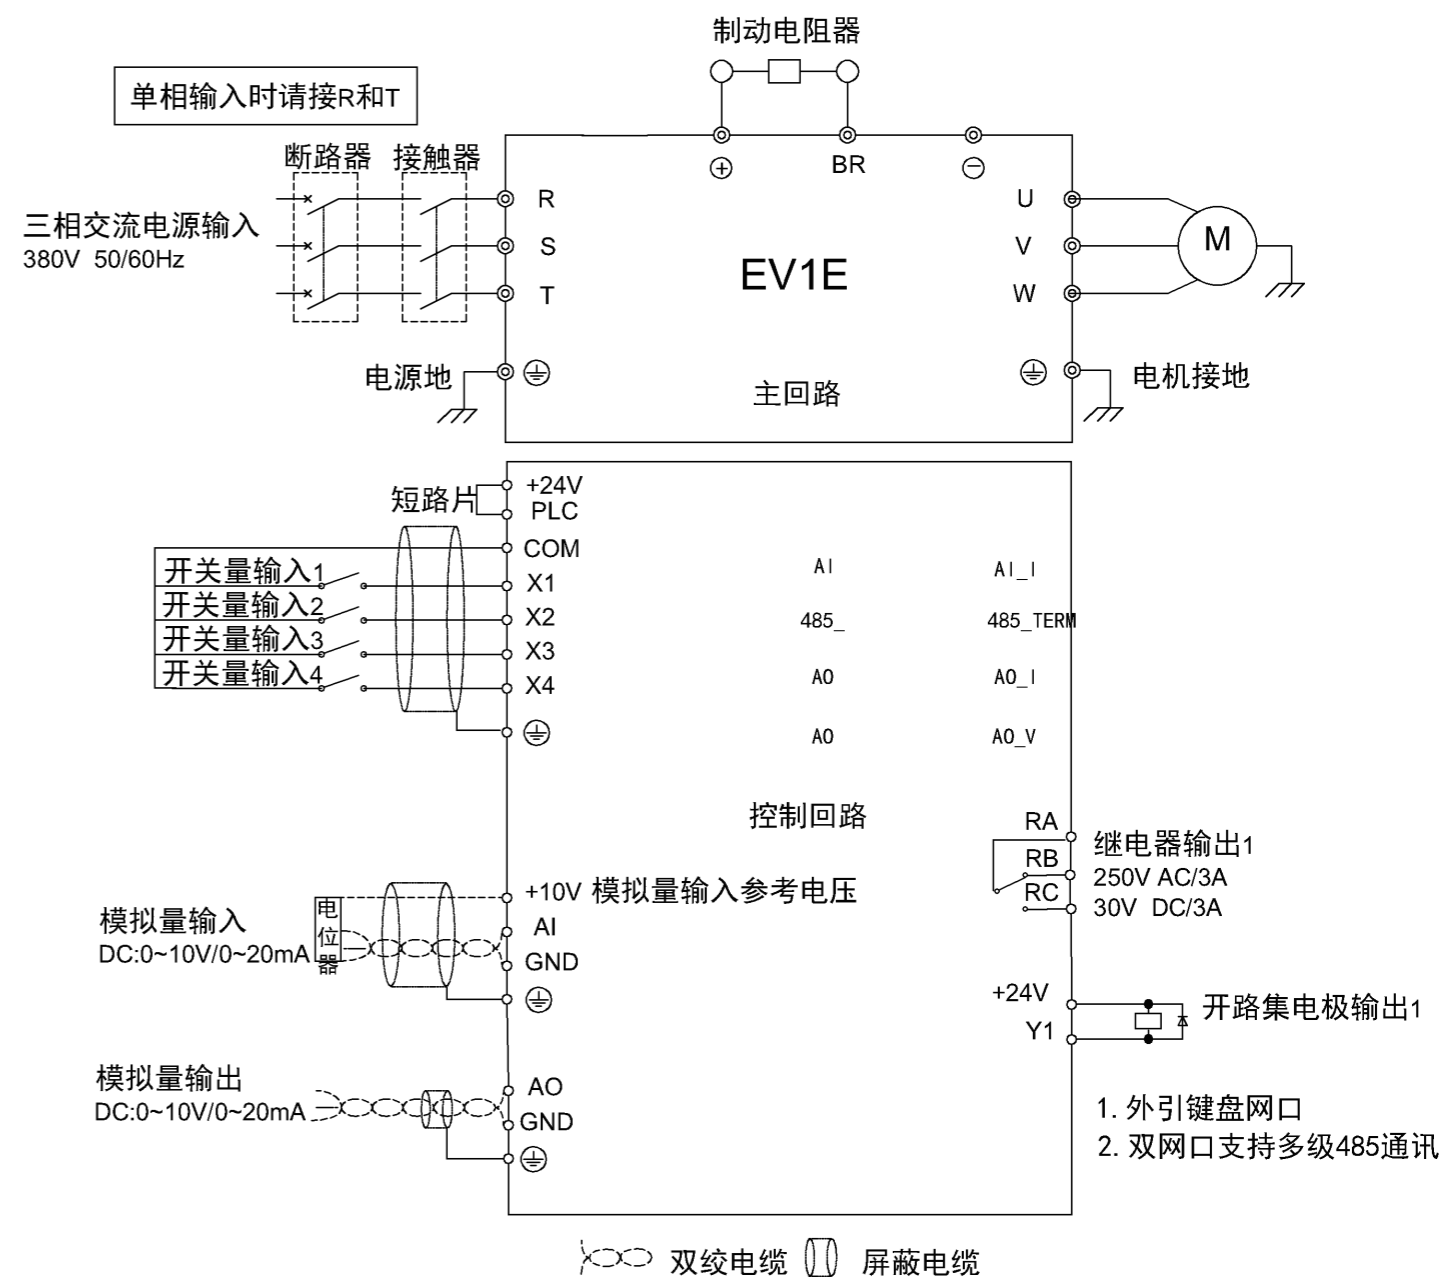 制动电阻器
单相输入时请接R和T
断路器 接触器
BR
三相交流电源输入
380V 50/60Hz
R
S
T
U
V
W
M
EV1E
电源地
主回路
电机接地
短路片
+24V
PLC
COM
开关量输入1
X1
开关量输入2
X2
开关量输入3
X3
开关量输入4
X4
AI AI_I
485_ 485_TERM
AO AO_I
AO AO_V
控制回路
RA
RB
RC
继电器输出1
250V AC/3A
30V DC/3A
+10V 模拟量输入参考电压
电位器
模拟量输入
DC:0~10V/0~20mA
AI
GND
+24V
Y1
开路集电极输出1
模拟量输出
DC:0~10V/0~20mA
AO
GND
1. 外引键盘网口
2. 双网口支持多级485通讯
双绞电缆 屏蔽电缆